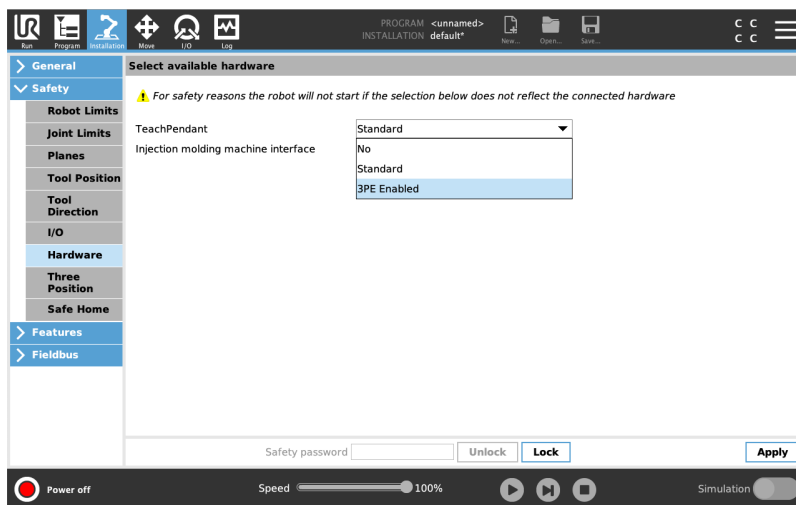 UR
PROGRAM <unnamed>
INSTALLATION default*
C C
C C
Run
Program
Installation
Move
I/O
Log
New...
Open...
Save...
General
Safety
Robot Limits
Joint Limits
Planes
Tool Position
Tool
Direction
I/O
Hardware
Three
Position
Safe Home
Features
Fieldbus
Select available hardware
For safety reasons the robot will not start if the selection below does not reflect the connected hardware
TeachPendant
Standard
Injection molding machine interface
No
Standard
3PE Enabled
Safety password
Unlock
Lock
Apply
Power off
Speed
100%
Simulation